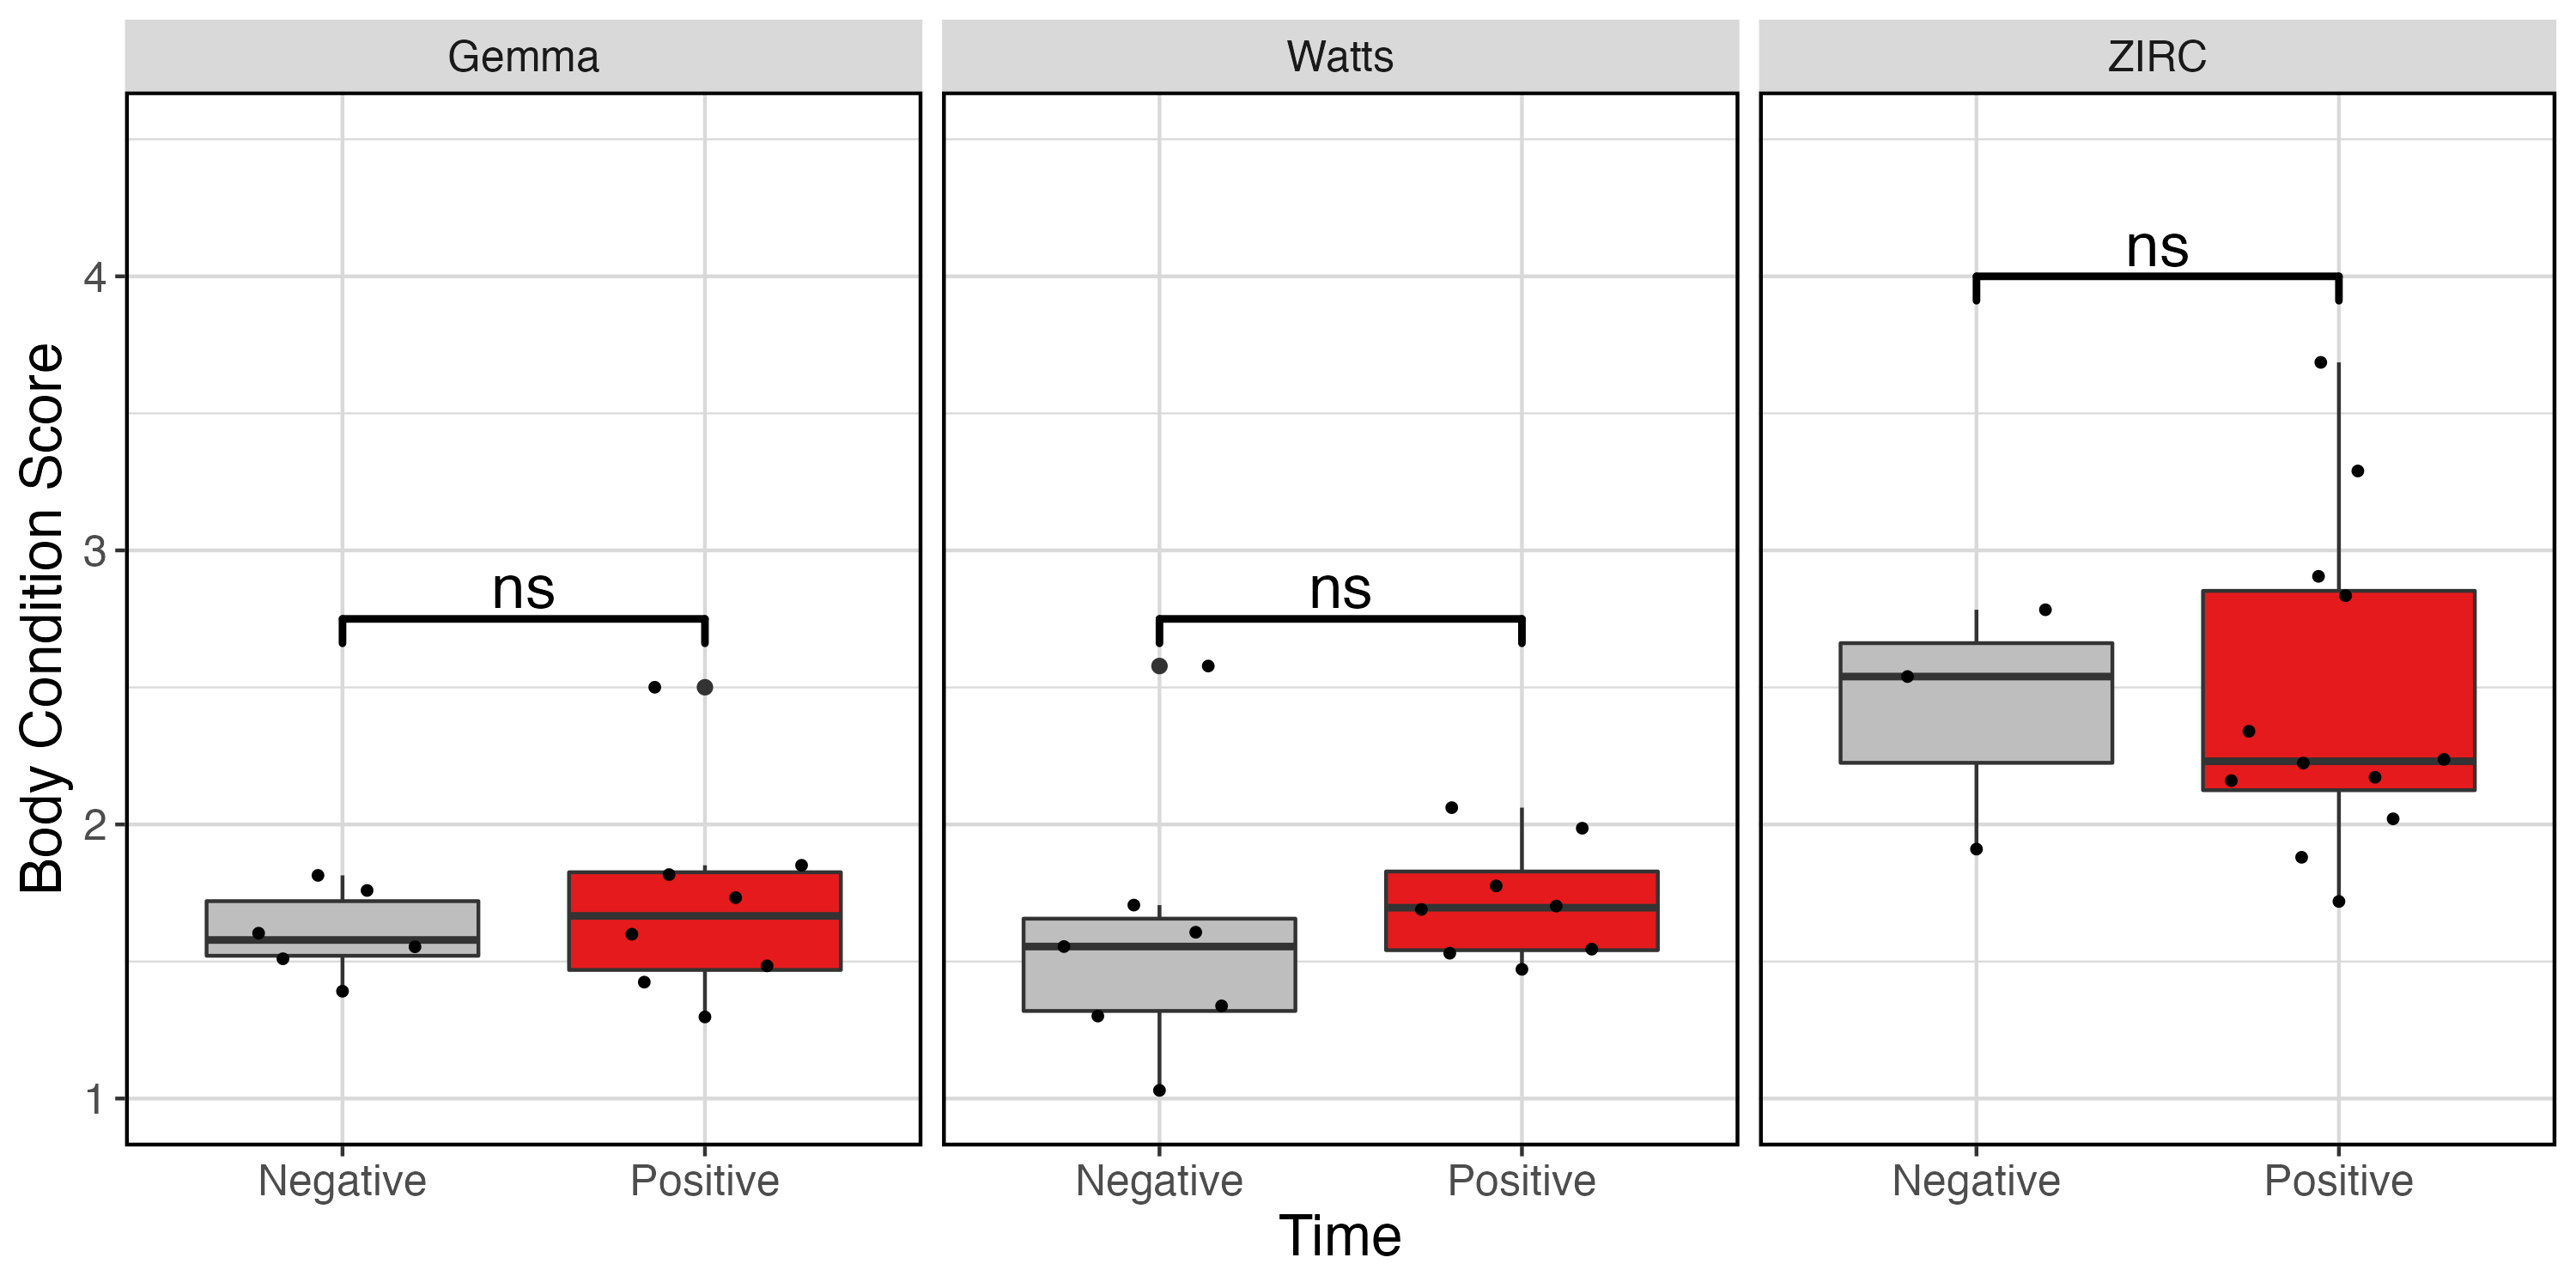 Gemma Watts ZIRC
Body Condition Score
4
3
2
1
ns ns ns
Negative Positive Negative Positive Negative Positive
Time